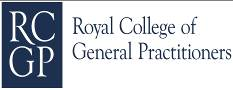 RC
GP
Royal College of
General Practitioners